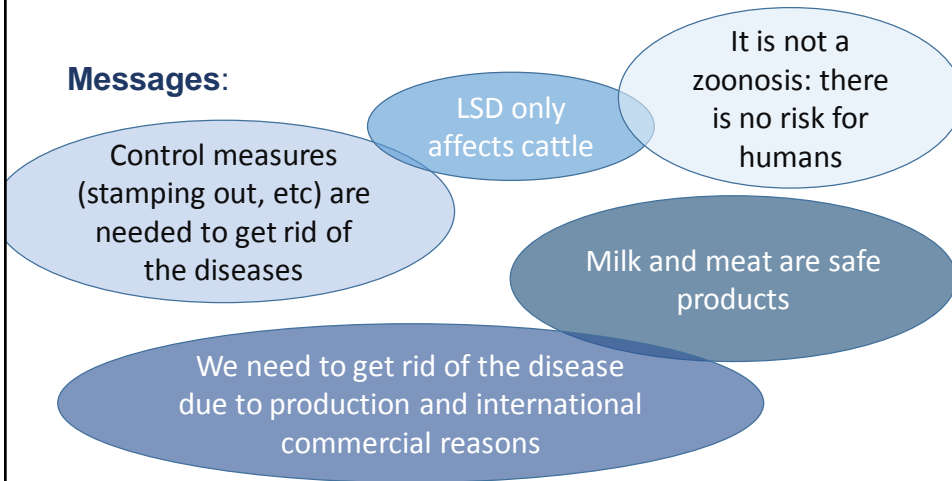 Messages:
LSD only
affects cattle
It is not a
zoonosis: there
is no risk for
humans
Control measures
(stamping out, etc) are
needed to get rid of
the diseases
Milk and meat are safe
products
We need to get rid of the disease
due to production and international
commercial reasons